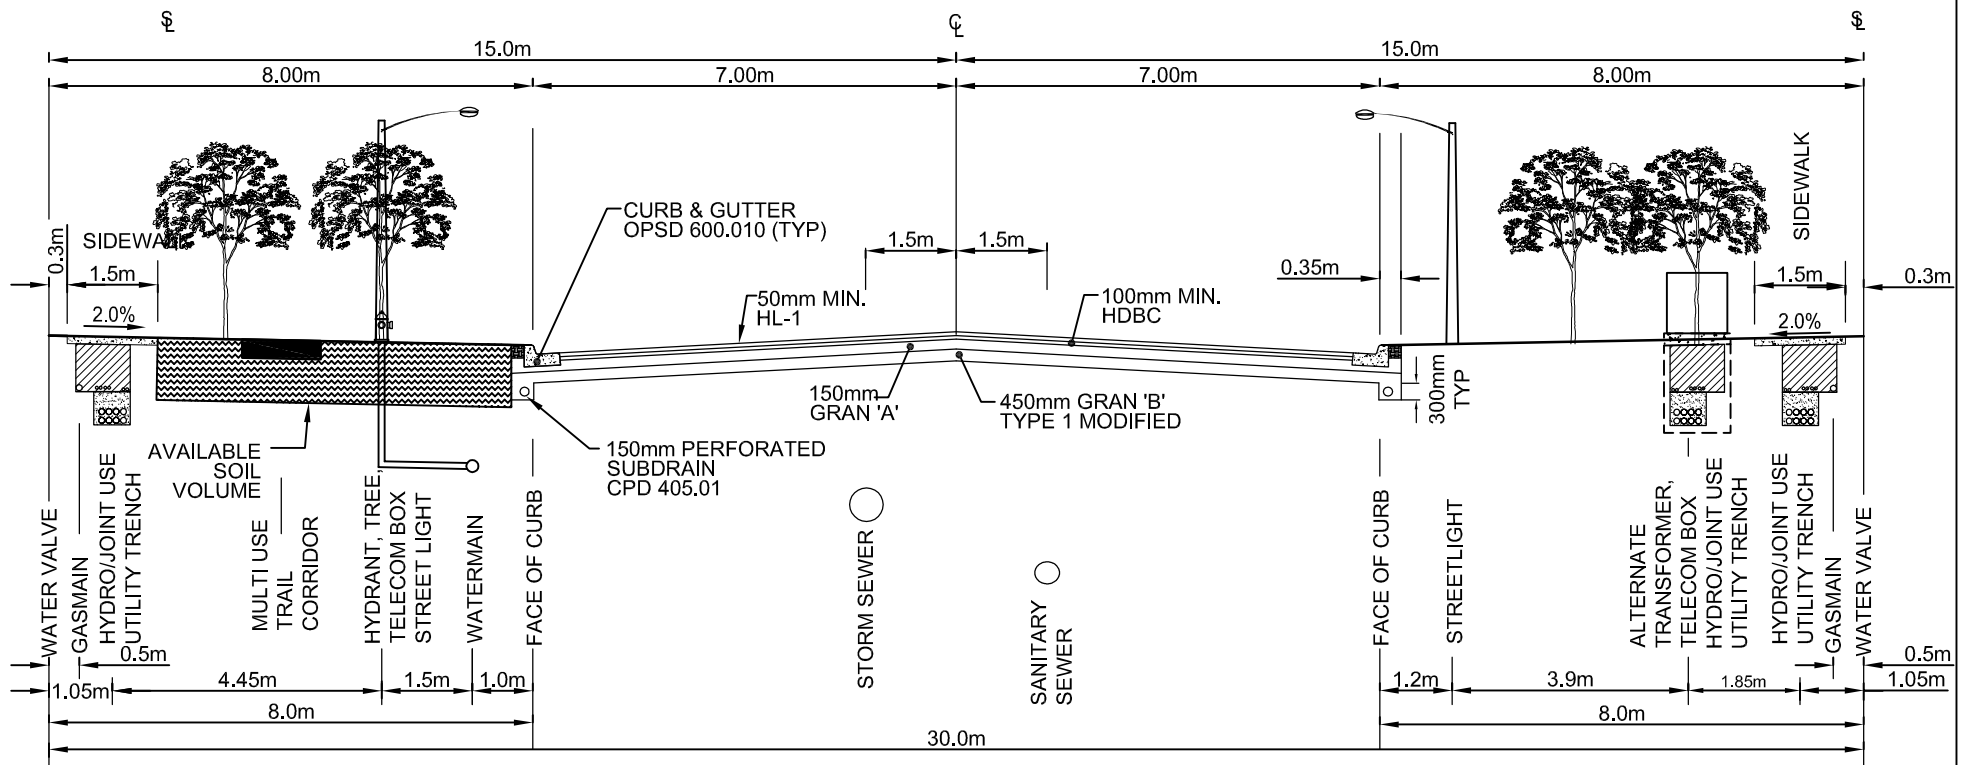 ℄ ℄ ℄
15.0m 15.0m
8.00m 7.00m 7.00m 8.00m
CURB & GUTTER
OPSD 600.010 (TYP)
SIDEWALK
0.3m
SIDEWAL
1.5m
2.0%
1.5m 1.5m
0.35m
SIDEWALK
1.5m
0.3m
2.0%
50mm MIN.
HL-1
100mm MIN.
HDBC
150mm
GRAN 'A'
450mm GRAN 'B'
TYPE 1 MODIFIED
300mm
TYP
AVAILABLE
SOIL
VOLUME
150mm PERFORATED
SUBDRAIN
CPD 405.01
WATER VALVE
GASMAIN
HYDRO/JOINT USE
UTILITY TRENCH
MULTI USE
TRAIL
CORRIDOR
HYDRANT, TREE,
TELECOM BOX
STREET LIGHT
WATERMAIN
FACE OF CURB
STORM SEWER
SANITARY
SEWER
FACE OF CURB
STREETLIGHT
ALTERNATE
TRANSFORMER,
TELECOM BOX
HYDRO/JOINT USE
UTILITY TRENCH
HYDRO/JOINT USE
UTILITY TRENCH
GASMAIN
WATER VALVE
0.5m 0.5m
1.05m 4.45m 1.5m 1.0m 1.2m 3.9m 1.85m 1.05m
8.0m 8.0m
30.0m